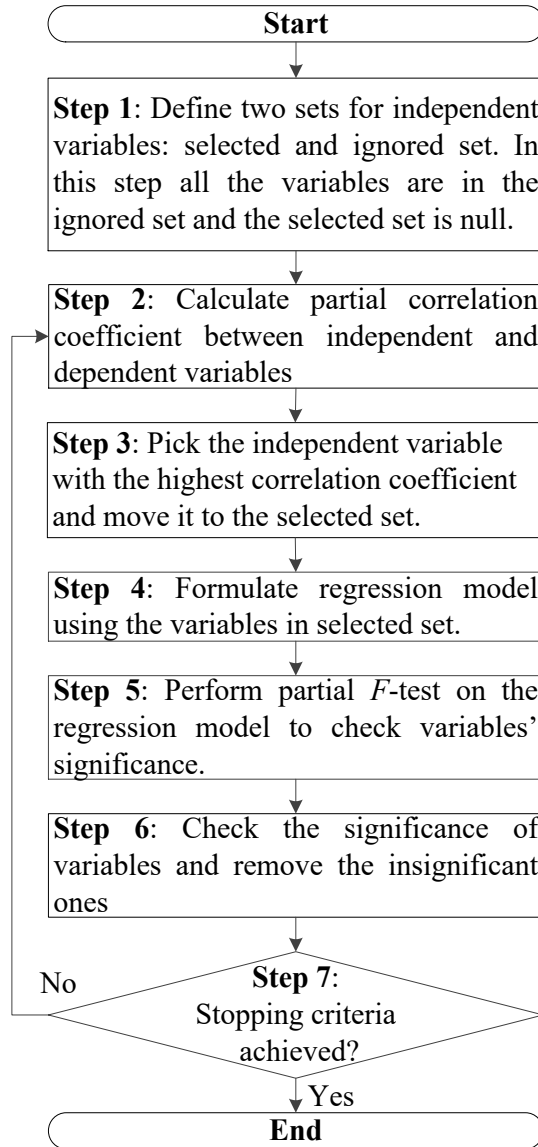 Start
Step 1: Define two sets for independent
variables: selected and ignored set. In
this step all the variables are in the
ignored set and the selected set is null.
Step 2: Calculate partial correlation
coefficient between independent and
dependent variables
Step 3: Pick the independent variable
with the highest correlation coefficient
and move it to the selected set.
Step 4: Formulate regression model
using the variables in selected set.
Step 5: Perform partial F-test on the
regression model to check variables’
significance.
Step 6: Check the significance of
variables and remove the insignificant
ones
No
Step 7:
Stopping criteria
achieved?
Yes
End